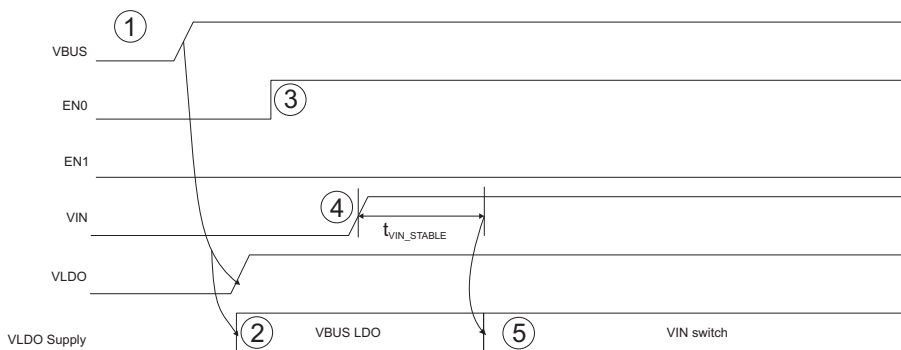 ①
VBUS
EN0
③
EN1
VIN
④
tVIN_STABLE
VLDO
VLDO Supply
②
VBUS LDO
⑤
VIN switch